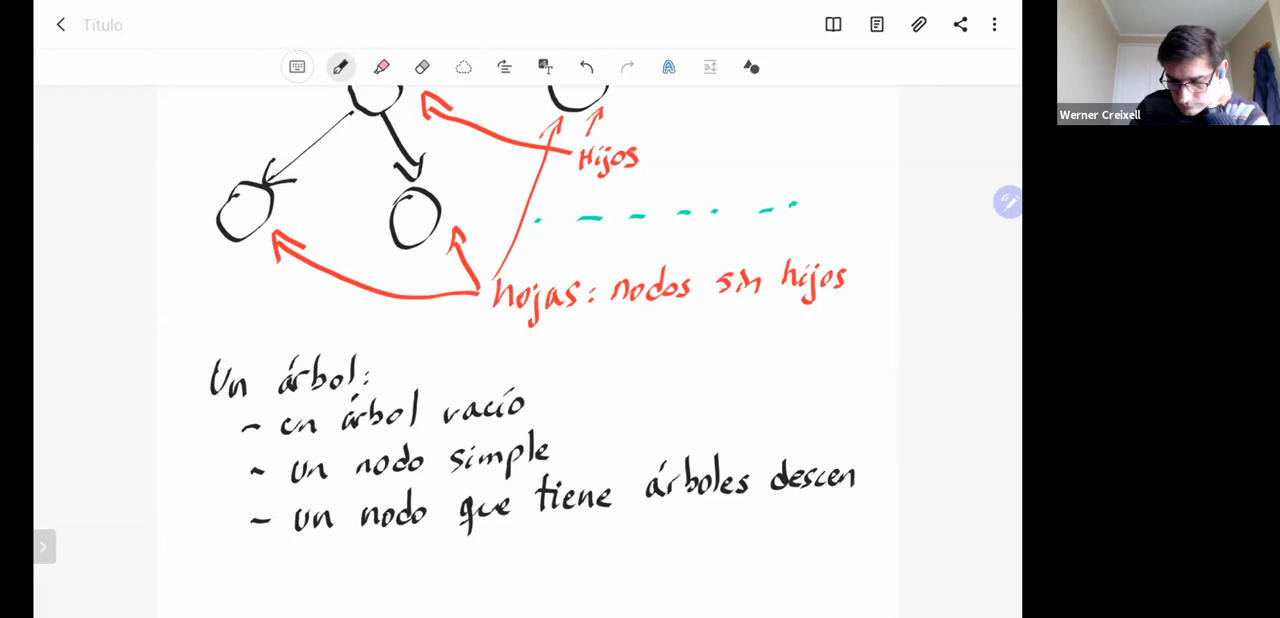 Título
Werner Creixell
Hijos
hojas: nodos sin hijos
Un árbol:
- un árbol vacío
- un nodo simple
- un nodo que tiene árboles descen